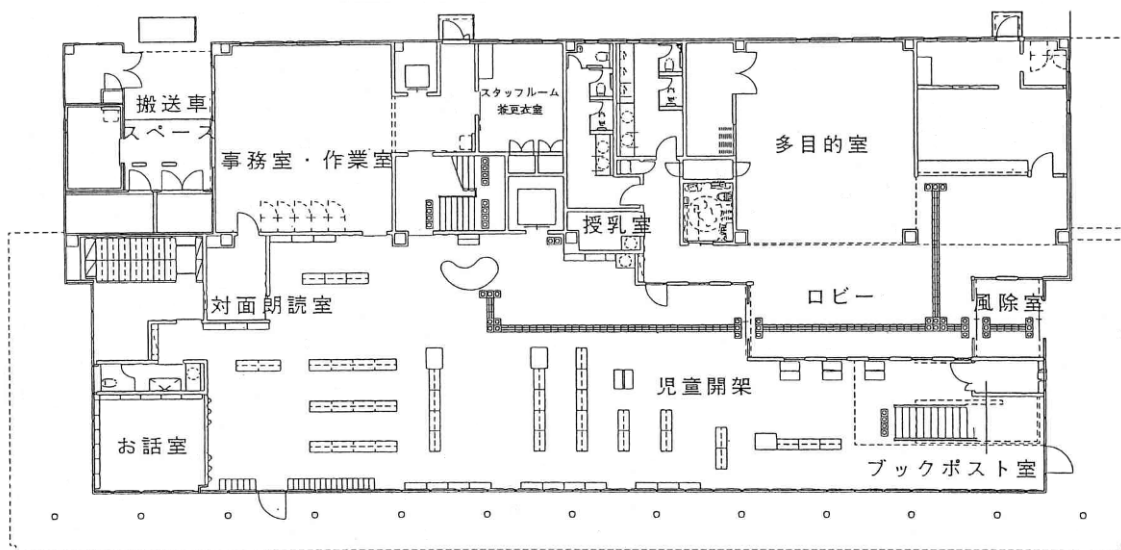 搬送車
スペース
事務室・作業室
スタッフルーム
兼更衣室
多目的室
授乳室
対面朗読室
ロビー
風除室
児童開架
お話室
ブックポスト室